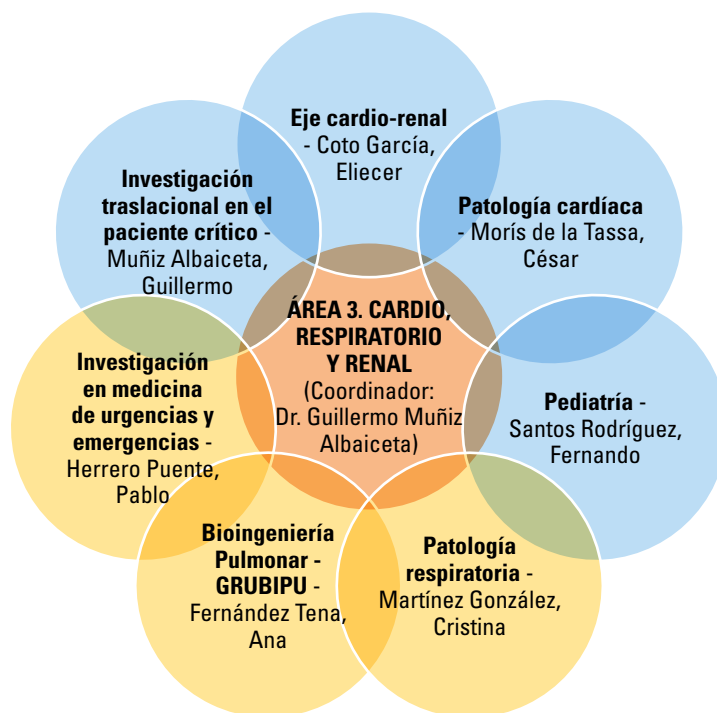 Eje cardio-renal
- Coto García,
Eliecer
Investigación
traslacional en el
paciente crítico -
Muñiz Albaiceta,
Guillermo
Patología cardíaca
- Morís de la Tassa,
César
ÁREA 3. CARDIO,
RESPIRATORIO
Y RENAL
(Coordinador:
Dr. Guillermo Muñiz
Albaiceta)
Investigación
en medicina
de urgencias y
emergencias -
Herrero Puente,
Pablo
Pediatría -
Santos Rodríguez,
Fernando
Bioingeniería
Pulmonar -
GRUBIPU -
Fernández Tena,
Ana
Patología
respiratoria -
Martínez González,
Cristina